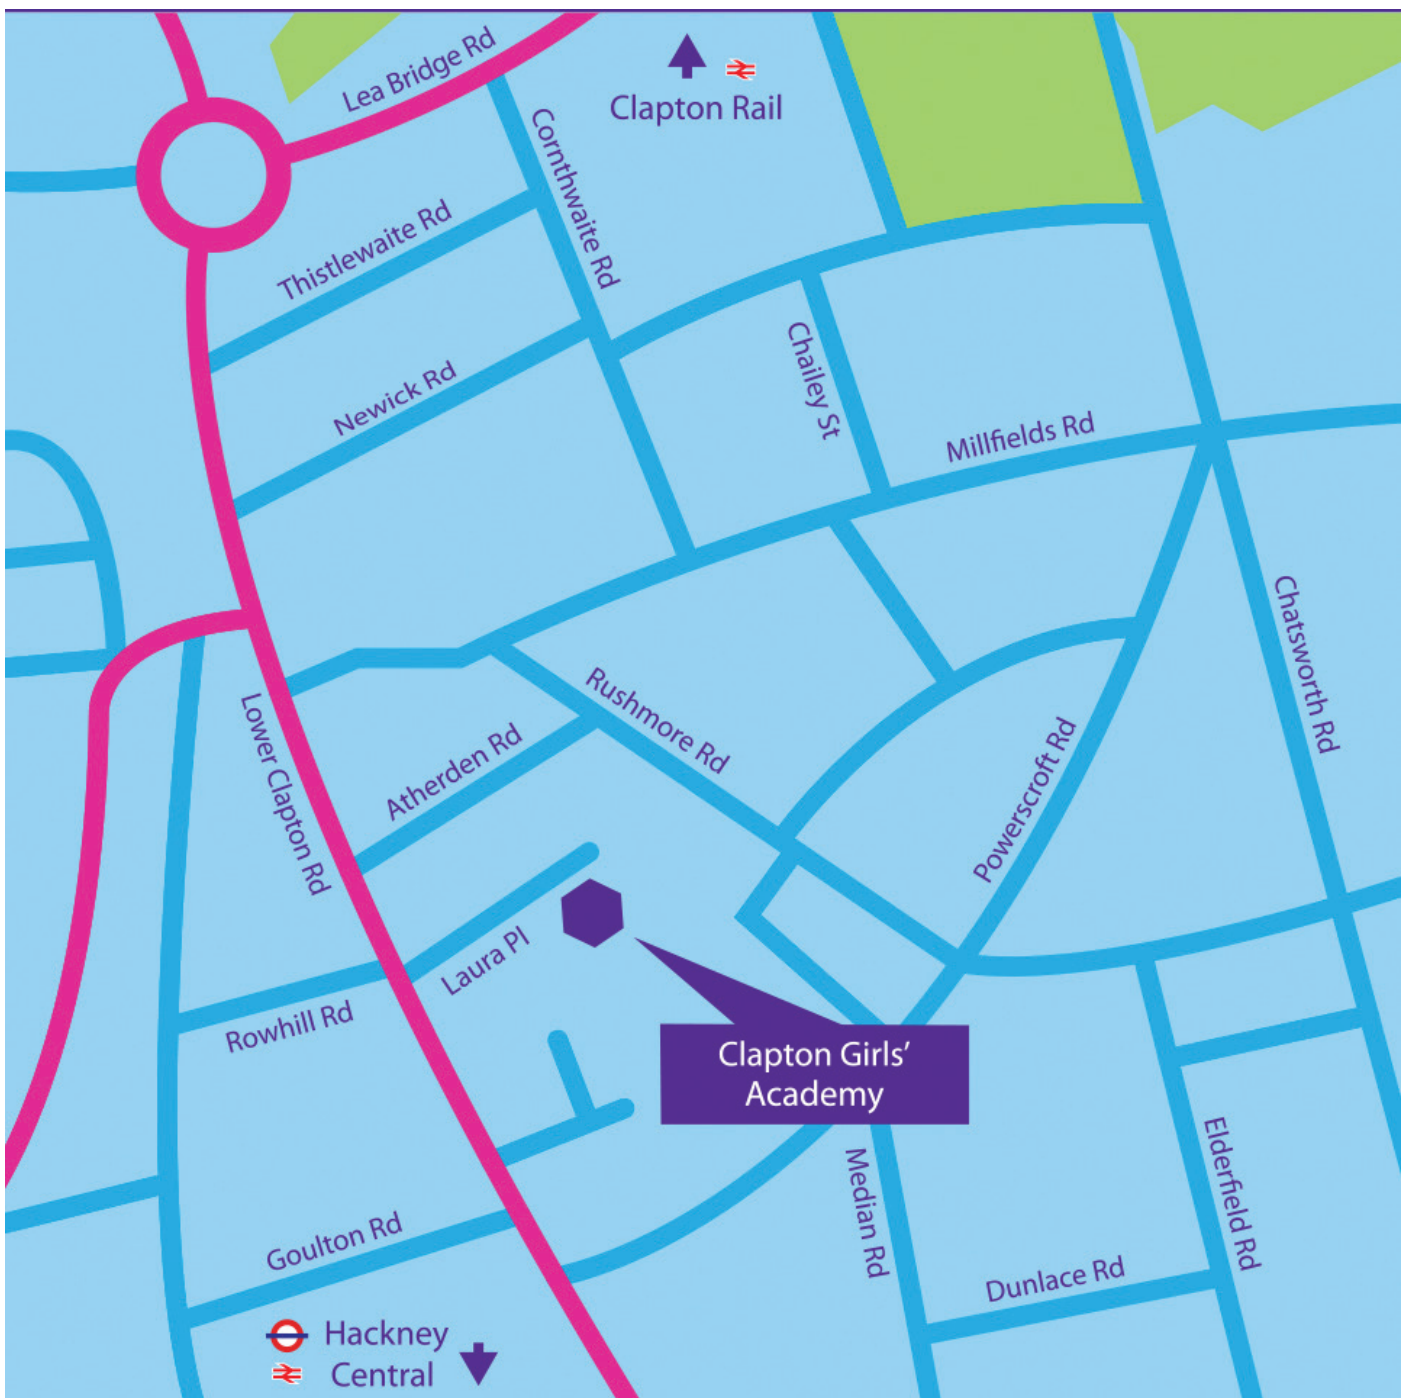 Lea Bridge Rd
Clapton Rail
Cornthwaite Rd
Thistlewaite Rd
Newick Rd
Chailey St
Millfields Rd
Chatsworth Rd
Rushmore Rd
Lower Clapton Rd
Atherden Rd
Powerscroft Rd
Laura Pl
Rowhill Rd
Clapton Girls’
Academy
Median Rd
Elderfield Rd
Goulton Rd
Dunlace Rd
Hackney
Central